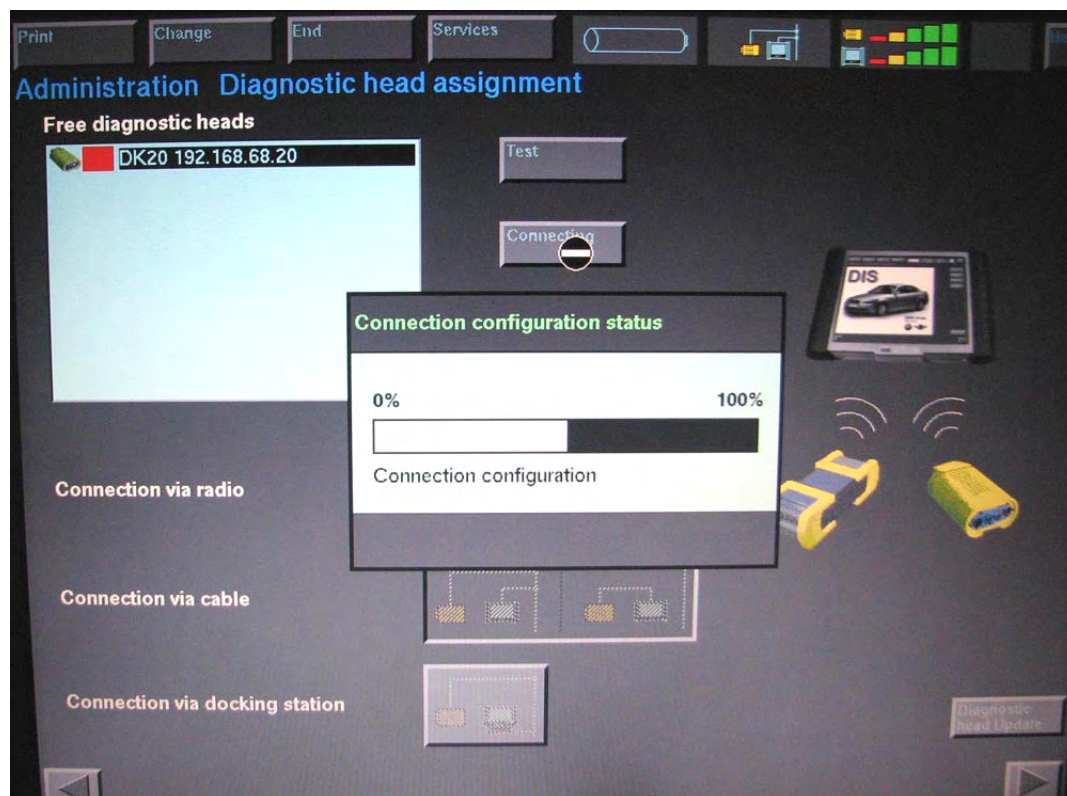 Print
Change
End
Services
Administration Diagnostic head assignment
Free diagnostic heads
DK20 192.168.68.20
Test
Connecting
DIS
Connection configuration status
0%
100%
Connection configuration
Connection via radio
Connection via cable
Connection via docking station
Diagnostic
head Update